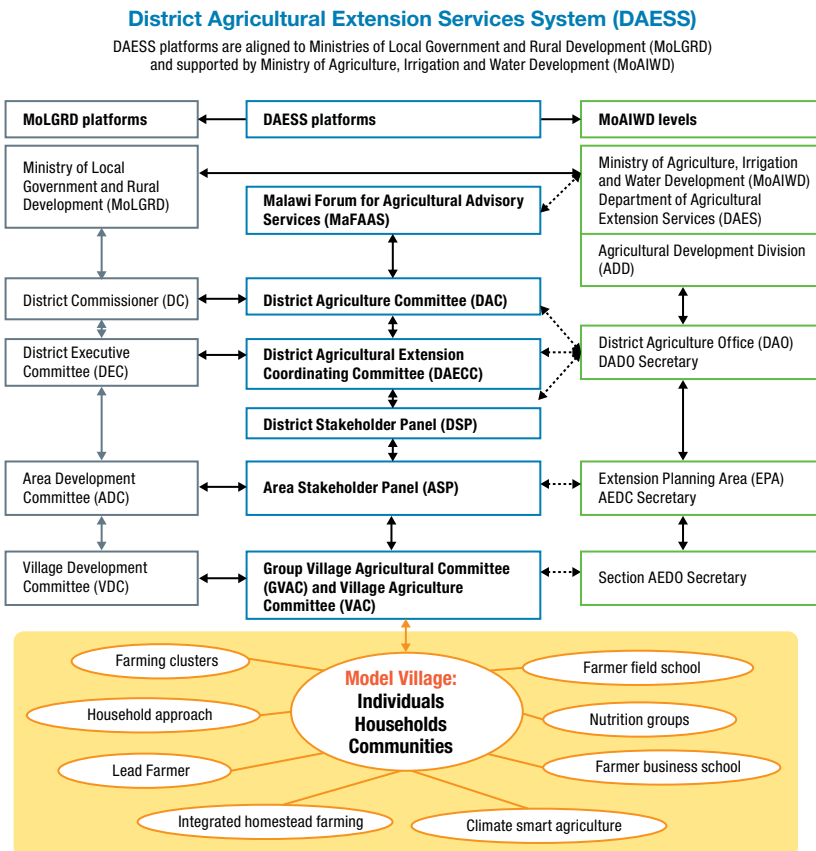 District Agricultural Extension Services System (DAESS)
DAESS platforms are aligned to Ministries of Local Government and Rural Development (MoLGRD)
and supported by Ministry of Agriculture, Irrigation and Water Development (MoAIWD)
MoLGRD platforms
DAESS platforms
MoAIWD levels
Ministry of Local
Government and Rural
Development (MoLGRD)
Malawi Forum for Agricultural Advisory
Services (MaFAAS)
Ministry of Agriculture, Irrigation
and Water Development (MoAIWD)
Department of Agricultural
Extension Services (DAES)
Agricultural Development Division
(ADD)
District Commissioner (DC)
District Agriculture Committee (DAC)
District Executive
Committee (DEC)
District Agricultural Extension
Coordinating Committee (DAECC)
District Agriculture Office (DAO)
DADO Secretary
District Stakeholder Panel (DSP)
Area Development
Committee (ADC)
Area Stakeholder Panel (ASP)
Extension Planning Area (EPA)
AEDC Secretary
Village Development
Committee (VDC)
Group Village Agricultural Committee
(GVAC) and Village Agriculture
Committee (VAC)
Section AEDO Secretary
Model Village:
Individuals
Households
Communities
Farming clusters
Household approach
Lead Farmer
Integrated homestead farming
Farmer field school
Nutrition groups
Farmer business school
Climate smart agriculture